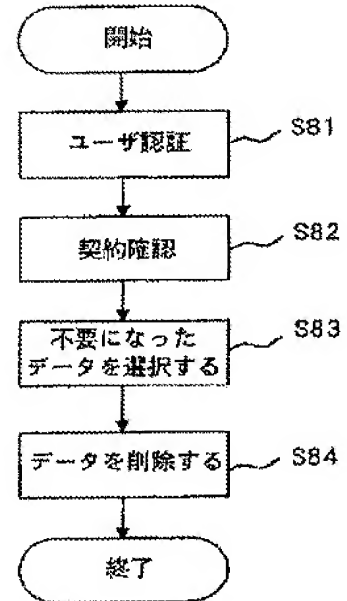 開始
ユーザ認証
S81
契約確認
S82
不要になった
データを選択する
S83
データを削除する
S84
終了